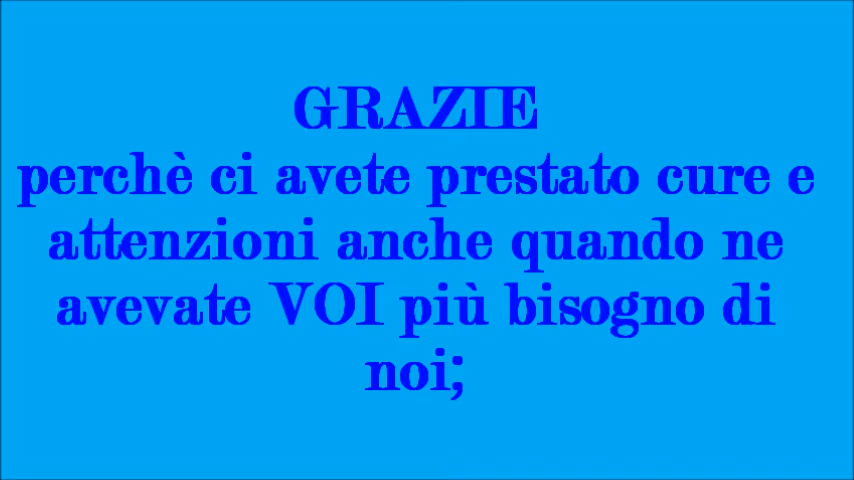 GRAZIE
perchè ci avete prestato cure e
attenzioni anche quando ne
avevate VOI più bisogno di
noi;